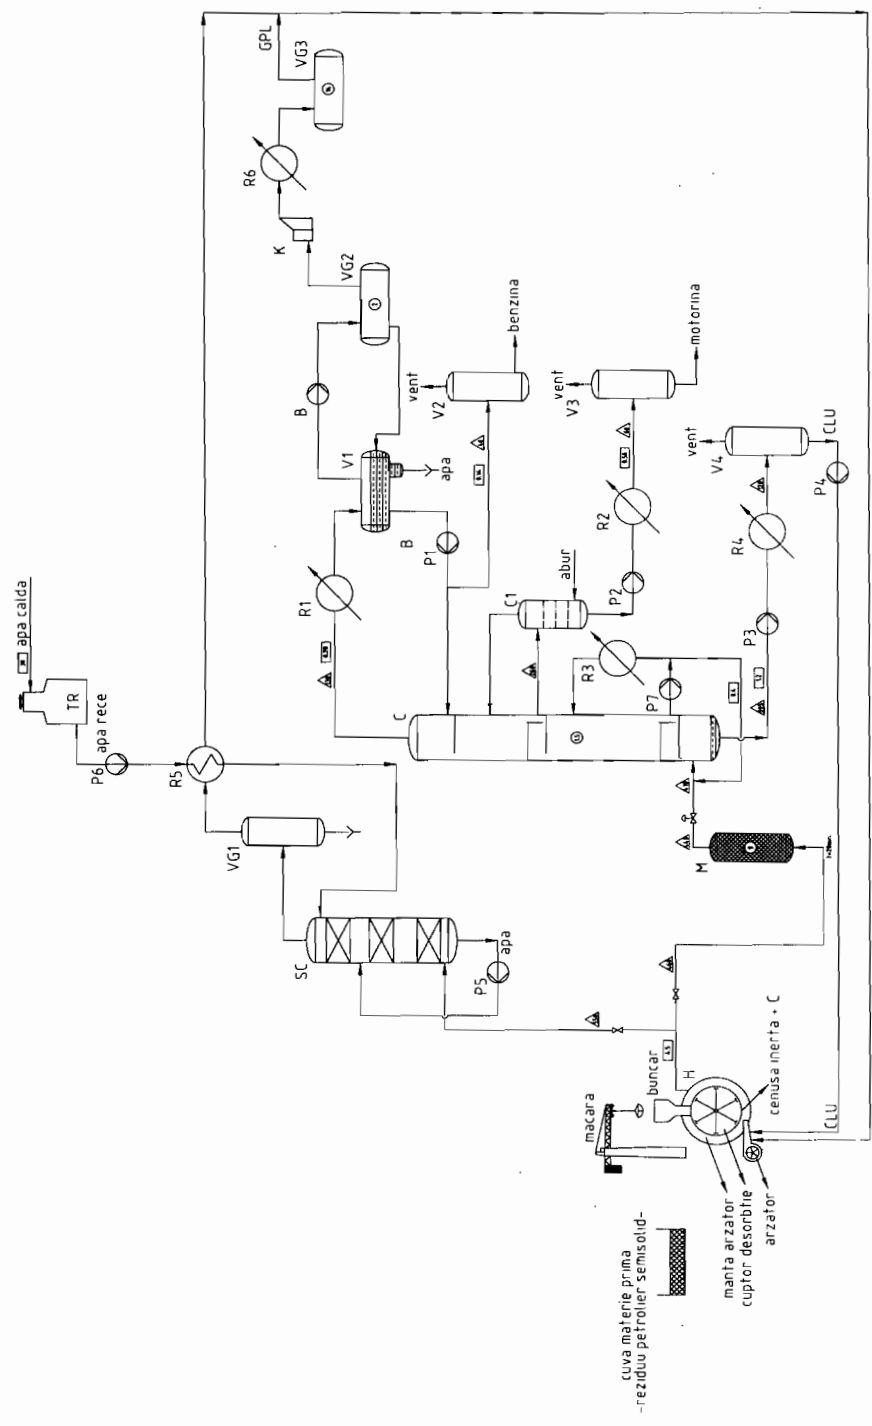 GPL
VG3
R6
K
VG2
B
V1
apa
vent
V2
benzina
vent
V3
motorina
vent
V4
CLU
P4
R1
B
P1
C1
abur
P2
R2
R3
P7
P3
R4
C
apa calda
TR
apa rece
P6
R5
VG1
SC
P5
apa
M
macara
buncar
H
cenusa inerta + C
CLU
manta arzator
cuptor desorbtie
arzator
cuva materie prima
-reziduu petrolier semisolid-